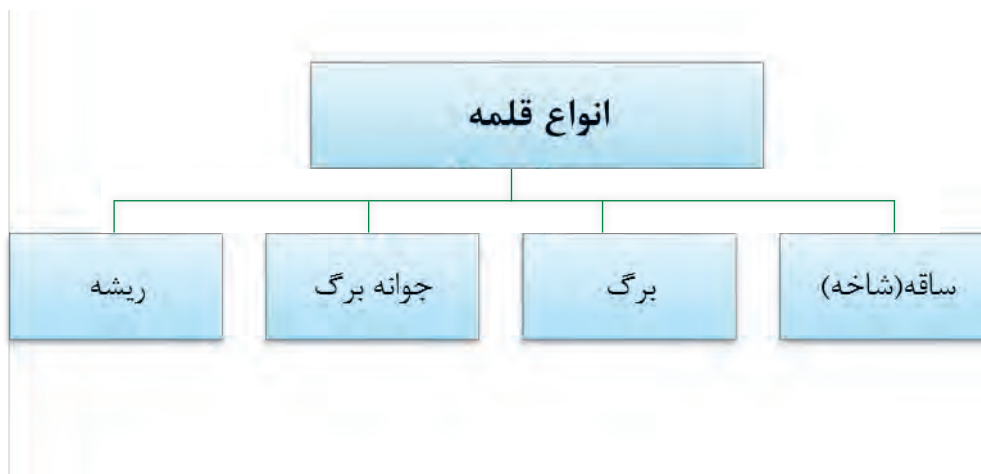 انواع قلمه
ساقه(شاخه)
برگ
جوانه برگ
ریشه